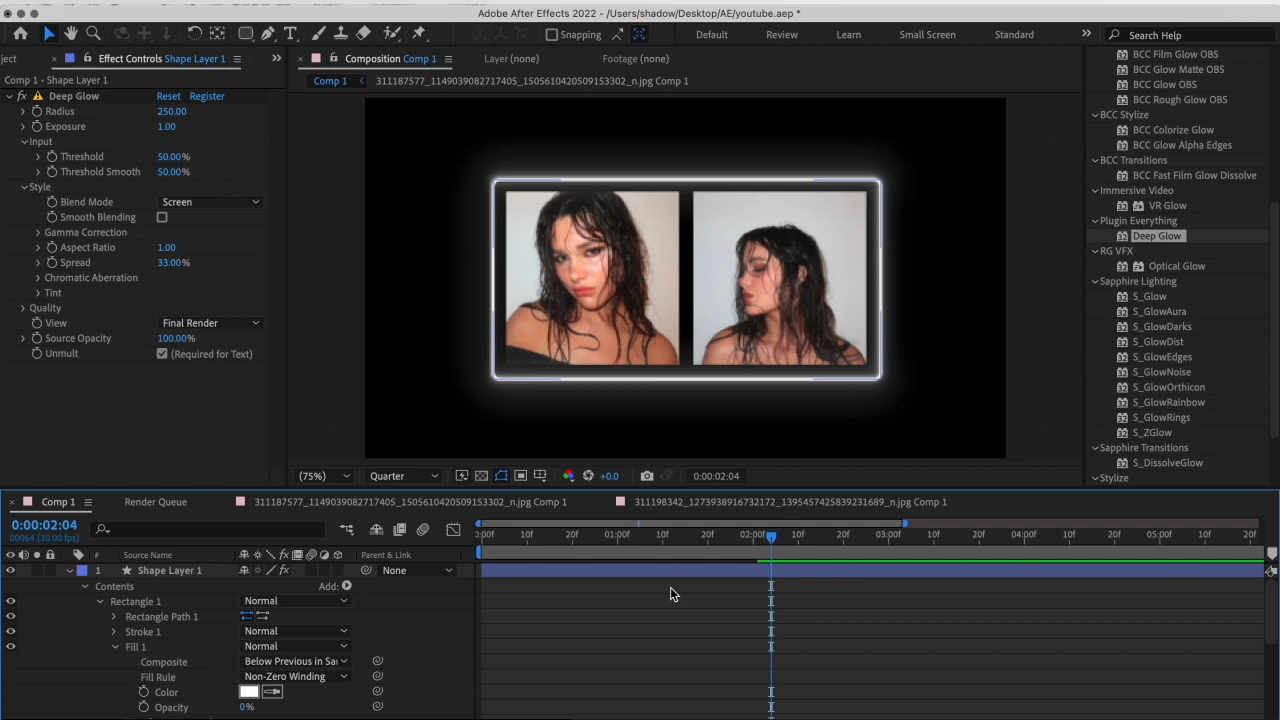 Adobe After Effects 2022 - /Users/shadow/Desktop/AE/youtube.aep *
Snapping
Default
Review
Learn
Small Screen
Standard
Search Help
ject
Effect Controls Shape Layer 1
Composition Comp 1
Layer (none)
Footage (none)
Comp 1 - Shape Layer 1
Comp 1
311187577_1149039082717405_1505610420509153302_n.jpg Comp 1
fx Deep Glow Reset Register
Radius 250.00
Exposure 1.00
Input
Threshold 50.00%
Threshold Smooth 50.00%
Style
Blend Mode Screen
Smooth Blending
Gamma Correction
Aspect Ratio 1.00
Spread 33.00%
Chromatic Aberration
Tint
Quality
View Final Render
Source Opacity 100.00%
Unmult (Required for Text)
BCC Film Glow OBS
BCC Glow Matte OBS
BCC Glow OBS
BCC Rough Glow OBS
BCC Stylize
BCC Colorize Glow
BCC Glow Alpha Edges
BCC Transitions
BCC Fast Film Glow Dissolve
Immersive Video
VR Glow
Plugin Everything
Deep Glow
RG VFX
Optical Glow
Sapphire Lighting
S_Glow
S_GlowAura
S_GlowDarks
S_GlowDist
S_GlowEdges
S_GlowNoise
S_GlowOrthicon
S_GlowRainbow
S_GlowRings
S_ZGlow
Sapphire Transitions
S_DissolveGlow
Stylize
(75%) Quarter +0.0 0:00:02:04
Comp 1
Render Queue
311187577_1149039082717405_1505610420509153302_n.jpg Comp 1
311198342_1273938916732172_1395457425839231689_n.jpg Comp 1
0:00:02:04
00064 (30.00 fps)
0:00f 10f 20f 01:00f 10f 20f 02:00f 10f 20f 03:00f 10f 20f 04:00f 10f 20f 05:00f 10f 20f
# Source Name fx Parent & Link
1 Shape Layer 1 fx None
Contents Add:
Rectangle 1 Normal
Rectangle Path 1
Stroke 1 Normal
Fill 1 Normal
Composite Below Previous in Sa
Fill Rule Non-Zero Winding
Color
Opacity 0%